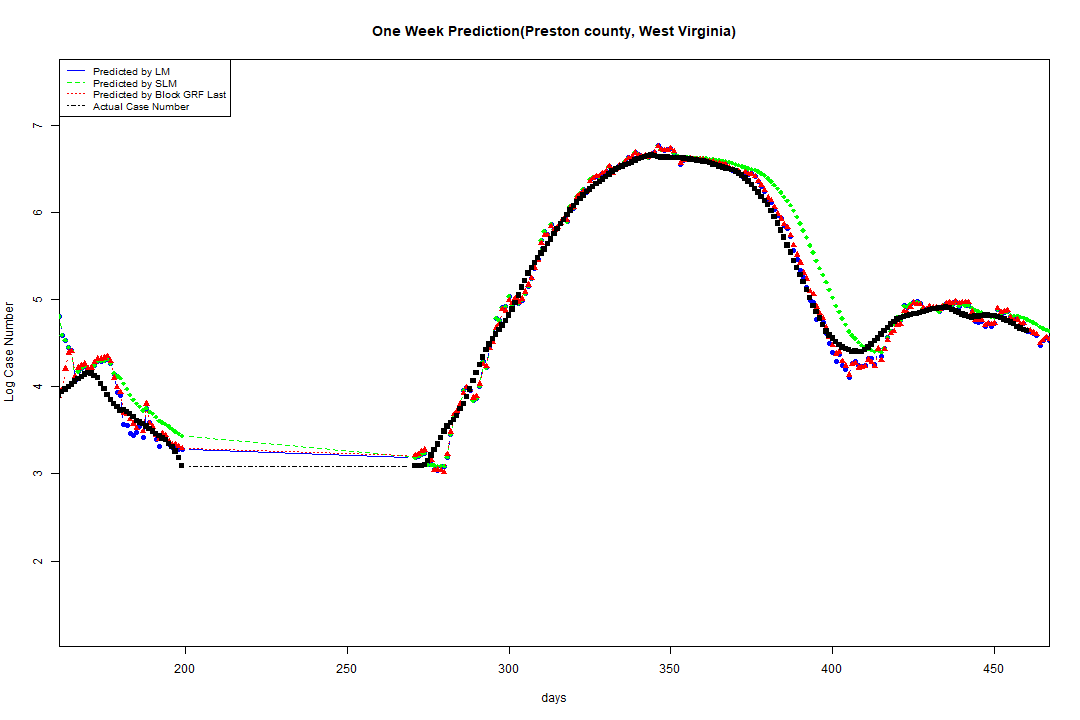 One Week Prediction(Preston county, West Virginia)
Predicted by LM
Predicted by SLM
Predicted by Block GRF Last
Actual Case Number
Log Case Number
7
6
5
4
3
2
200 250 300 350 400 450
days